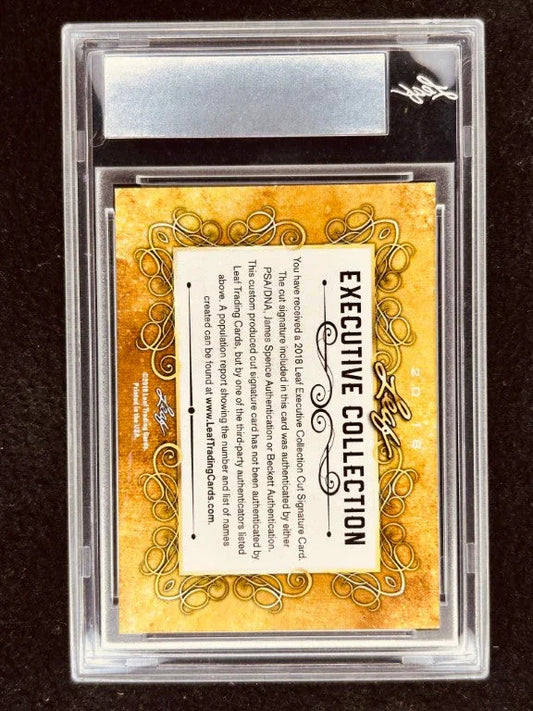 Leaf
2018
Leaf
EXECUTIVE COLLECTION
You have received a 2018 Leaf Executive Collection Cut Signature Card.
The cut signature included in this card was authenticated by either
PSA/DNA, James Spence Authentication or Beckett Authentication.
This custom produced cut signature card has not been authenticated by
Leaf Trading Cards, but by one of the third-party authenticators listed
above. A population report showing the number and list of names
created can be found at www.LeafTradingCards.com.
Leaf
©2018 Leaf Trading Cards.
Printed in the USA.